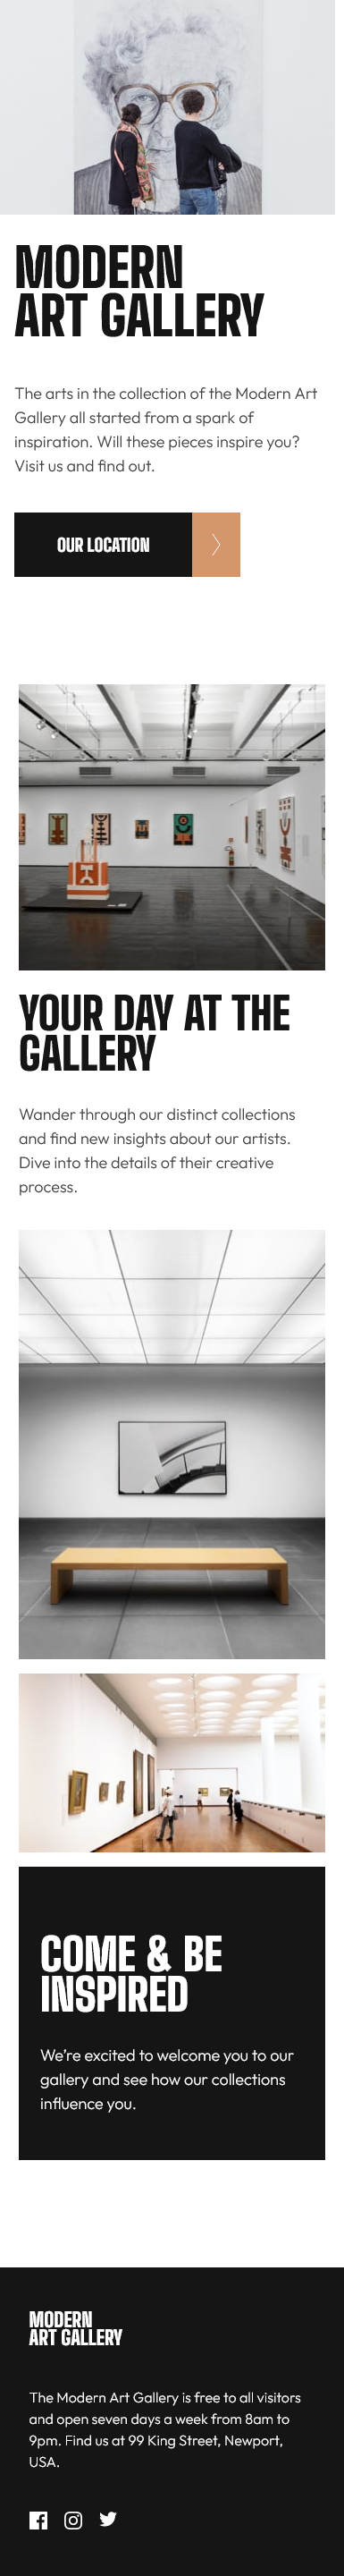 MODERN
ART GALLERY
The arts in the collection of the Modern Art
Gallery all started from a spark of
inspiration. Will these pieces inspire you?
Visit us and find out.
OUR LOCATION
YOUR DAY AT THE
GALLERY
Wander through our distinct collections
and find new insights about our artists.
Dive into the details of their creative
process.
COME & BE
INSPIRED
We’re excited to welcome you to our
gallery and see how our collections
influence you.
MODERN
ART GALLERY
The Modern Art Gallery is free to all visitors
and open seven days a week from 8am to
9pm. Find us at 99 King Street, Newport,
USA.